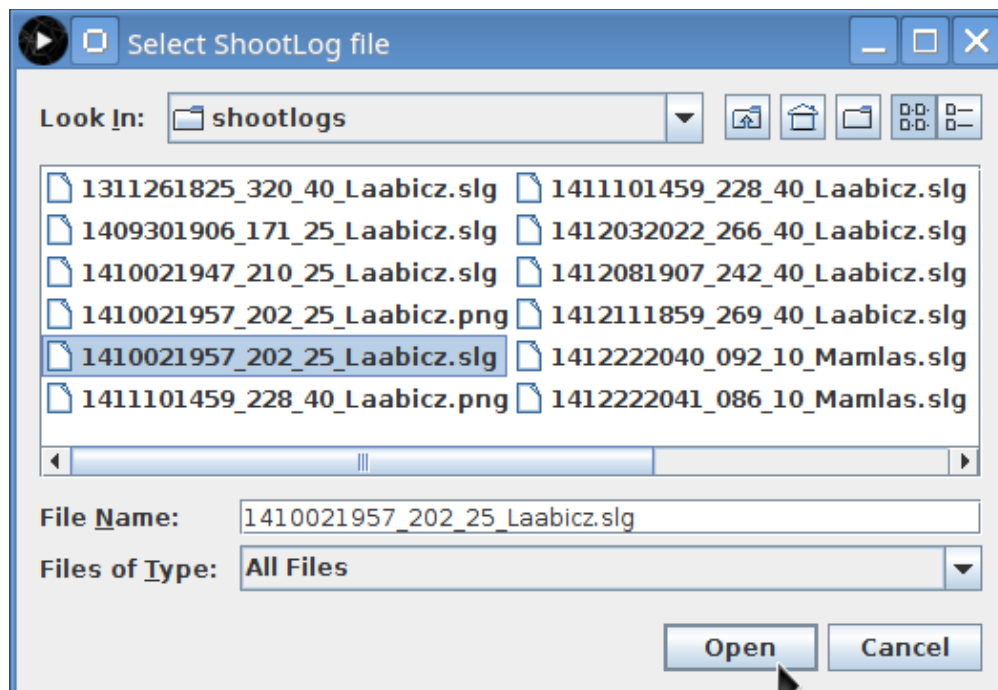 Select ShootLog file
Look In: shootlogs
1311261825_320_40_Laabicz.slg
1409301906_171_25_Laabicz.slg
1410021947_210_25_Laabicz.slg
1410021957_202_25_Laabicz.png
1410021957_202_25_Laabicz.slg
1411101459_228_40_Laabicz.png
1411101459_228_40_Laabicz.slg
1412032022_266_40_Laabicz.slg
1412081907_242_40_Laabicz.slg
1412111859_269_40_Laabicz.slg
1412222040_092_10_Mamlas.slg
1412222041_086_10_Mamlas.slg
File Name: 1410021957_202_25_Laabicz.slg
Files of Type: All Files
Open Cancel